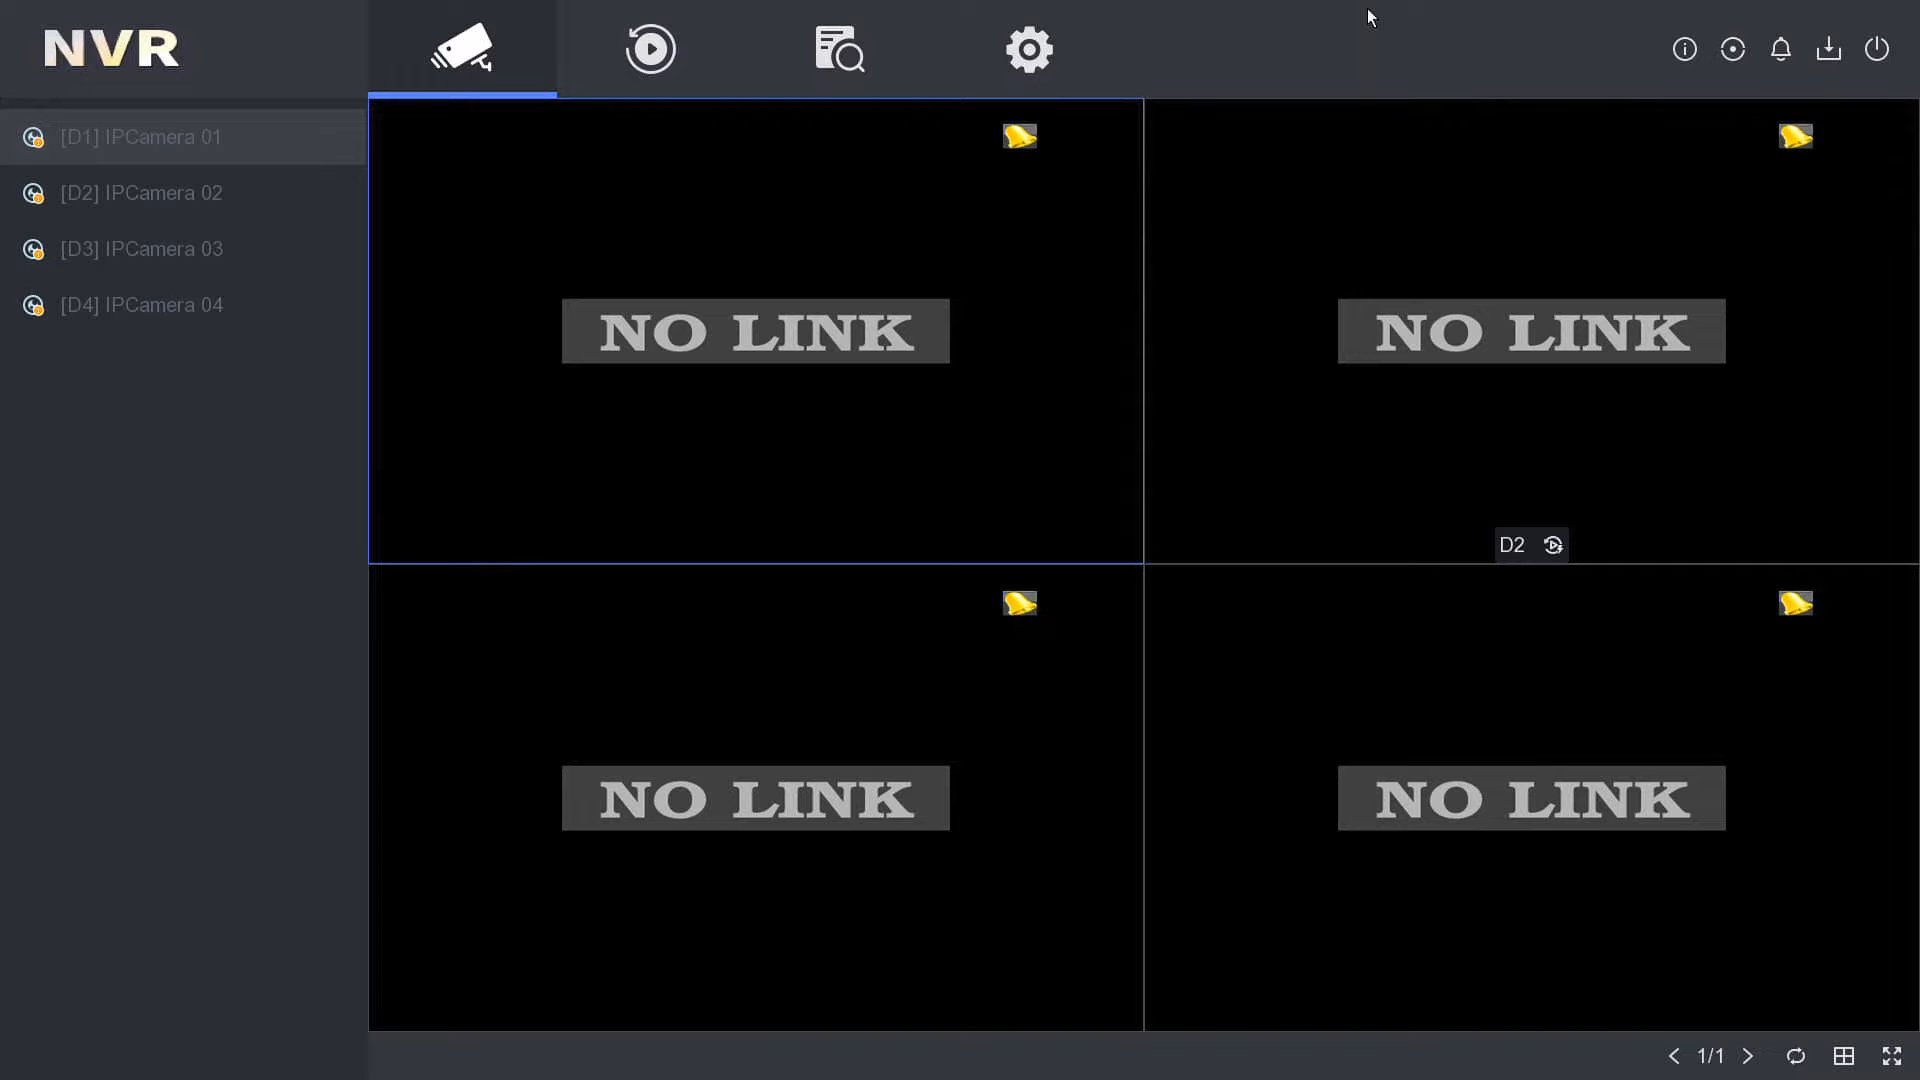 NVR
[D1] IPCamera 01
[D2] IPCamera 02
[D3] IPCamera 03
[D4] IPCamera 04
NO LINK
NO LINK
D2
NO LINK
NO LINK
1/1